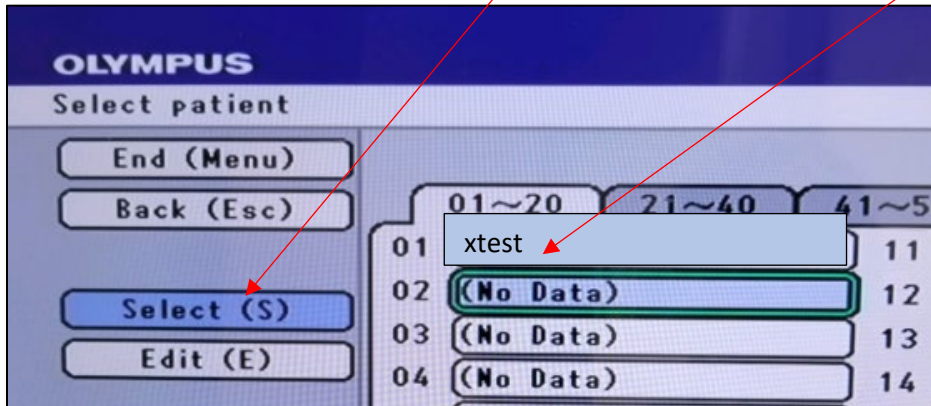 OLYMPUS
Select patient
End (Menu)
Back (Esc)
01~20 21~40 41~5
01 xtest 11
Select (S)
02 (No Data) 12
03 (No Data) 13
Edit (E)
04 (No Data) 14